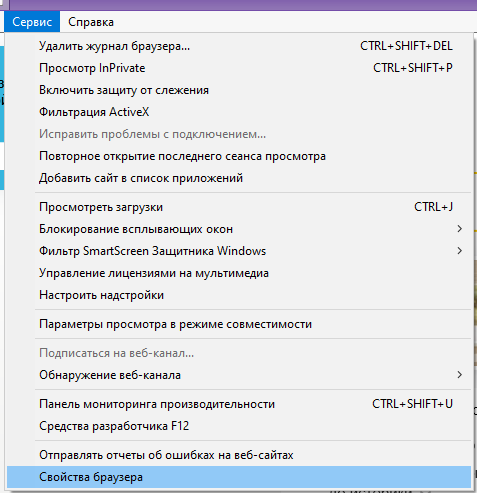 Сервис Справка
Удалить журнал браузера... CTRL+SHIFT+DEL
Просмотр InPrivate CTRL+SHIFT+P
Включить защиту от слежения
Фильтрация ActiveX
Исправить проблемы с подключением...
Повторное открытие последнего сеанса просмотра
Добавить сайт в список приложений
Просмотреть загрузки CTRL+J
Блокирование всплывающих окон
Фильтр SmartScreen Защитника Windows
Управление лицензиями на мультимедиа
Настроить надстройки
Параметры просмотра в режиме совместимости
Подписаться на веб-канал...
Обнаружение веб-канала
Панель мониторинга производительности CTRL+SHIFT+U
Средства разработчика F12
Отправлять отчеты об ошибках на веб-сайтах
Свойства браузера